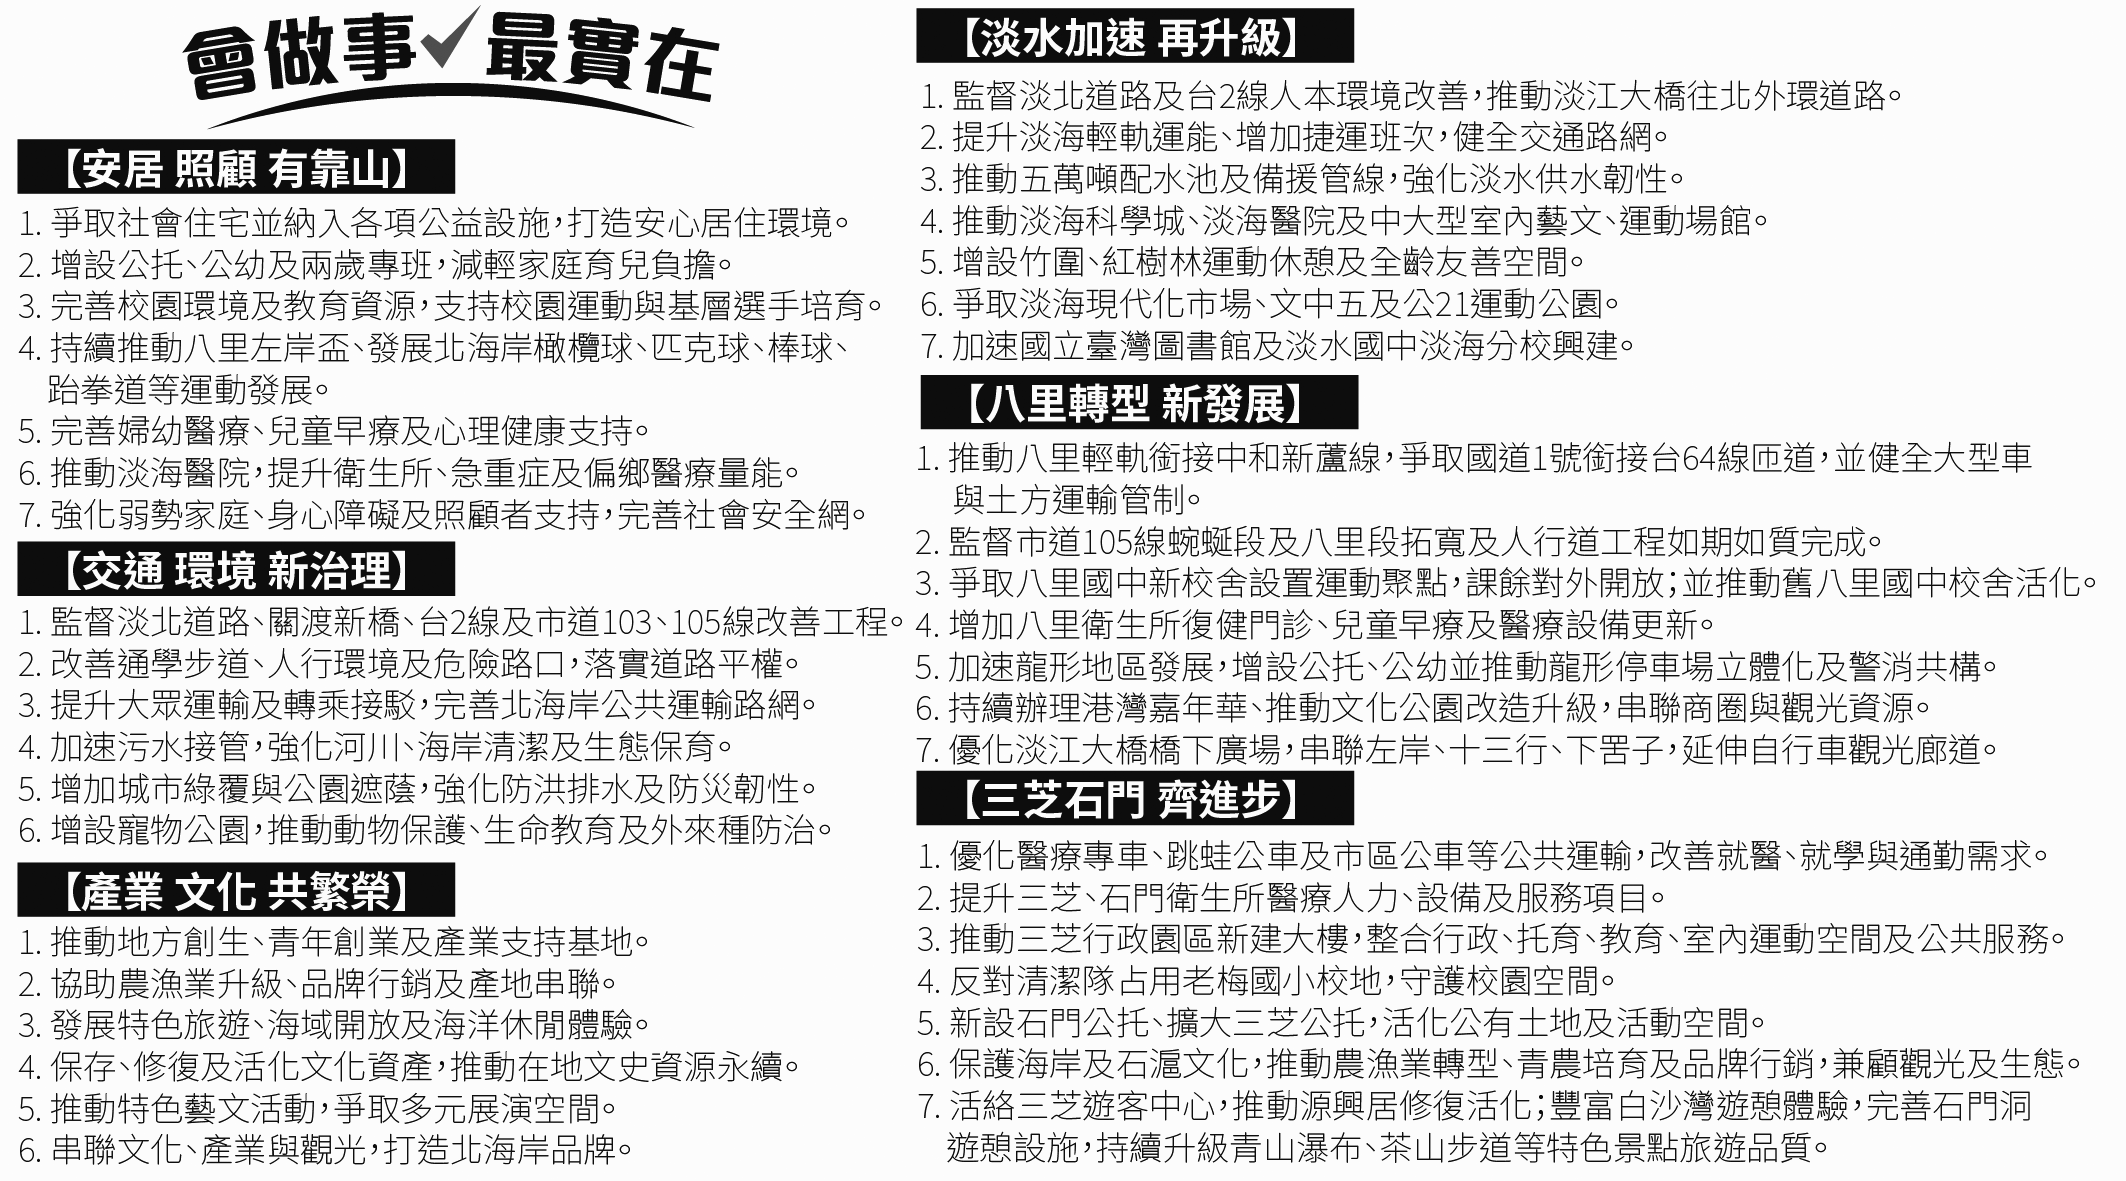 會做事✓最實在
【安居 照顧 有靠山】
1. 爭取社會住宅並納入各項公益設施，打造安心居住環境。
2. 增設公托、公幼及兩歲專班，減輕家庭育兒負擔。
3. 完善校園環境及教育資源，支持校園運動與基層選手培育。
4. 持續推動八里左岸盃、發展北海岸橄欖球、匹克球、棒球、
跆拳道等運動發展。
5. 完善婦幼醫療、兒童早療及心理健康支持。
6. 推動淡海醫院，提升衛生所、急重症及偏鄉醫療量能。
7. 強化弱勢家庭、身心障礙及照顧者支持，完善社會安全網。
【交通 環境 新治理】
1. 監督淡北道路、關渡新橋、台2線及市道103、105線改善工程。
2. 改善通學步道、人行環境及危險路口，落實道路平權。
3. 提升大眾運輸及轉乘接駁，完善北海岸公共運輸路網。
4. 加速污水接管，強化河川、海岸清潔及生態保育。
5. 增加城市綠覆與公園遮蔭，強化防洪排水及防災韌性。
6. 增設寵物公園，推動動物保護、生命教育及外來種防治。
【產業 文化 共繁榮】
1. 推動地方創生、青年創業及產業支持基地。
2. 協助農漁業升級、品牌行銷及產地串聯。
3. 發展特色旅遊、海域開放及海洋休閒體驗。
4. 保存、修復及活化文化資產，推動在地文史資源永續。
5. 推動特色藝文活動，爭取多元展演空間。
6. 串聯文化、產業與觀光，打造北海岸品牌。
【淡水加速 再升級】
1. 監督淡北道路及台2線人本環境改善，推動淡江大橋往北外環道路。
2. 提升淡海輕軌運能、增加捷運班次，健全交通路網。
3. 推動五萬噸配水池及備援管線，強化淡水供水韌性。
4. 推動淡海科學城、淡海醫院及中大型室內藝文、運動場館。
5. 增設竹圍、紅樹林運動休憩及全齡友善空間。
6. 爭取淡海現代化市場、文中五及公21運動公園。
7. 加速國立臺灣圖書館及淡水國中淡海分校興建。
【八里轉型 新發展】
1. 推動八里輕軌銜接中和新蘆線，爭取國道1號銜接台64線匝道，並健全大型車
與土方運輸管制。
2. 監督市道105線蜿蜒段及八里段拓寬及人行道工程如期如質完成。
3. 爭取八里國中新校舍設置運動聚點，課餘對外開放；並推動舊八里國中校舍活化。
4. 增加八里衛生所復健門診、兒童早療及醫療設備更新。
5. 加速龍形地區發展，增設公托、公幼並推動龍形停車場立體化及警消共構。
6. 持續辦理港灣嘉年華、推動文化公園改造升級，串聯商圈與觀光資源。
7. 優化淡江大橋橋下廣場，串聯左岸、十三行、下罟子，延伸自行車觀光廊道。
【三芝石門 齊進步】
1. 優化醫療專車、跳蛙公車及市區公車等公共運輸，改善就醫、就學與通勤需求。
2. 提升三芝、石門衛生所醫療人力、設備及服務項目。
3. 推動三芝行政園區新建大樓，整合行政、托育、教育、室內運動空間及公共服務。
4. 反對清潔隊占用老梅國小校地，守護校園空間。
5. 新設石門公托、擴大三芝公托，活化公有土地及活動空間。
6. 保護海岸及石滬文化，推動農漁業轉型、青農培育及品牌行銷，兼顧觀光及生態。
7. 活絡三芝遊客中心，推動源興居修復活化；豐富白沙灣遊憩體驗，完善石門洞
遊憩設施，持續升級青山瀑布、茶山步道等特色景點旅遊品質。